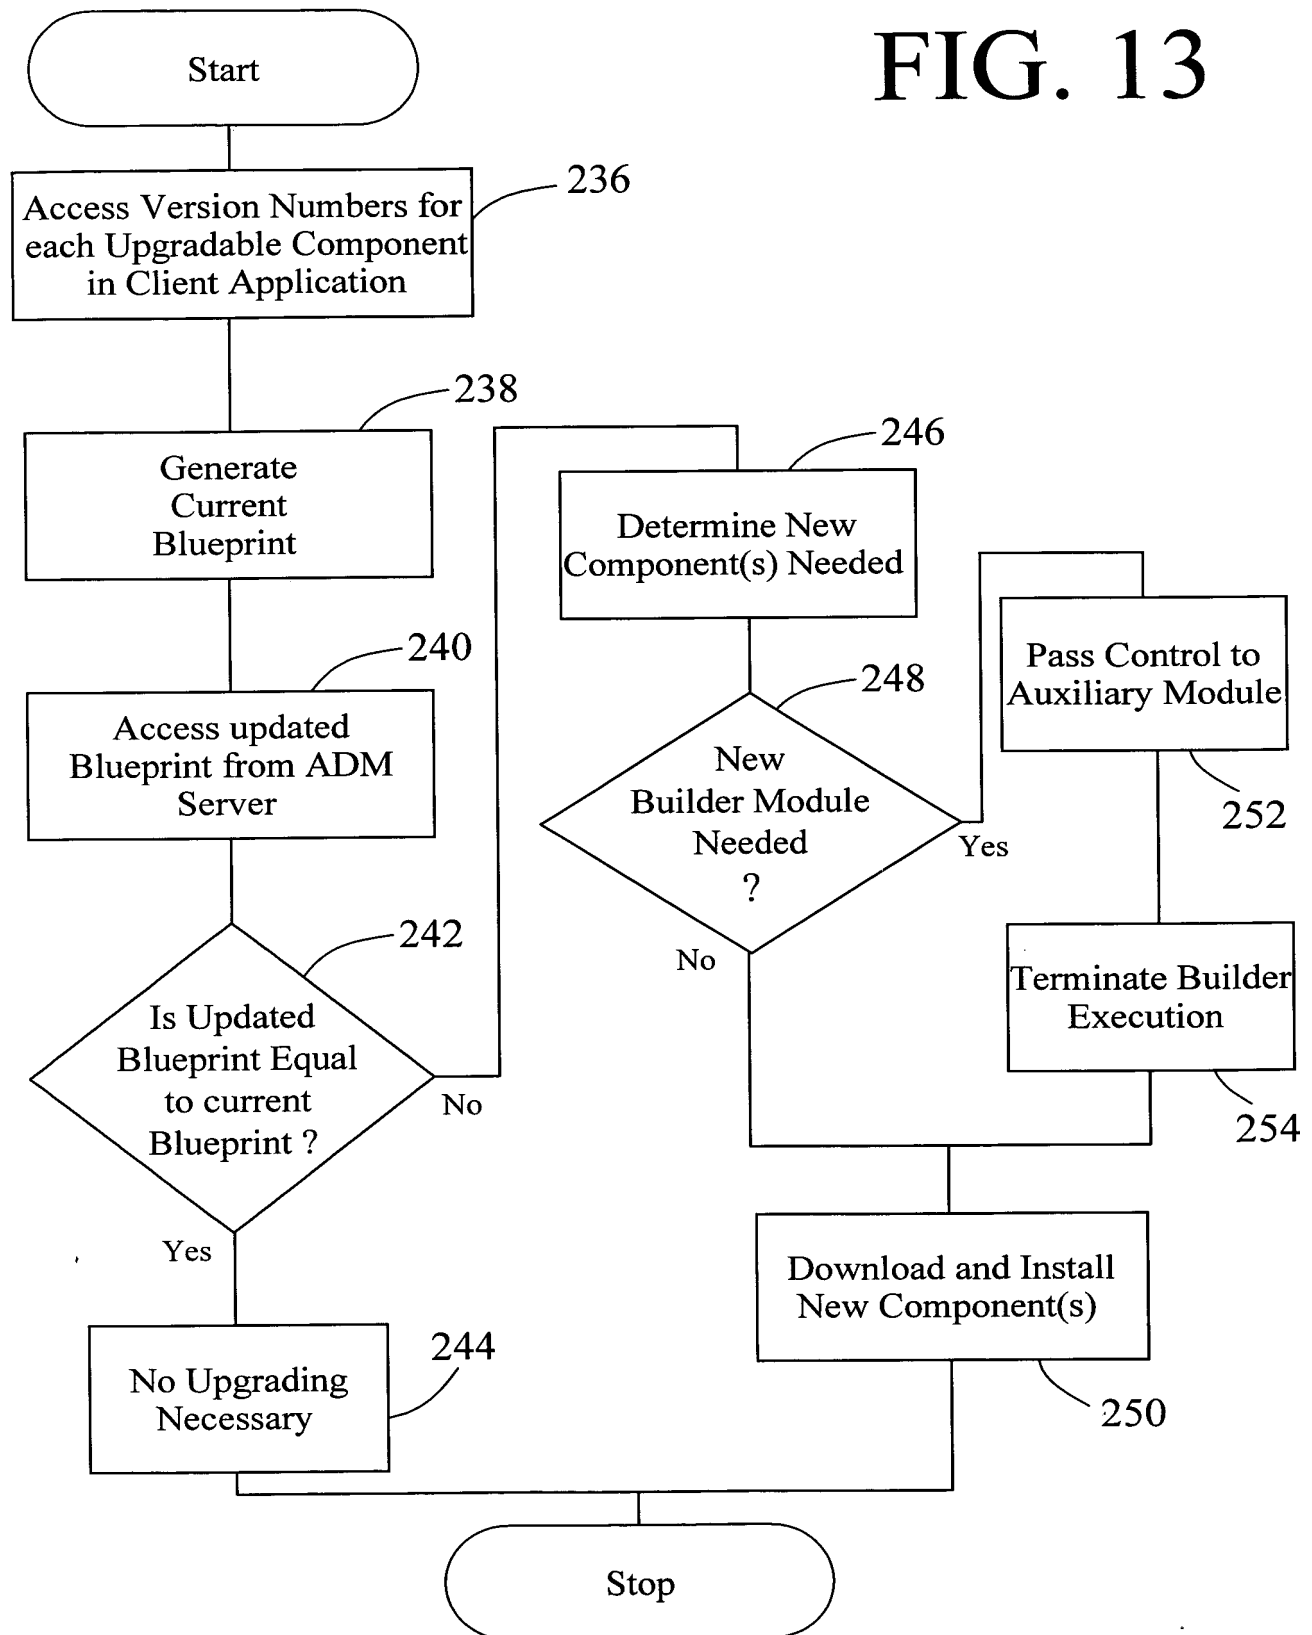 FIG. 13
Start
236
Access Version Numbers for
each Upgradable Component
in Client Application
238
Generate
Current
Blueprint
240
Access updated
Blueprint from ADM
Server
242
Is Updated
Blueprint Equal
to current
Blueprint ?
No
Yes
244
No Upgrading
Necessary
246
Determine New
Component(s) Needed
248
New
Builder Module
Needed
?
Yes
No
Pass Control to
Auxiliary Module
252
Terminate Builder
Execution
254
Download and Install
New Component(s)
250
Stop